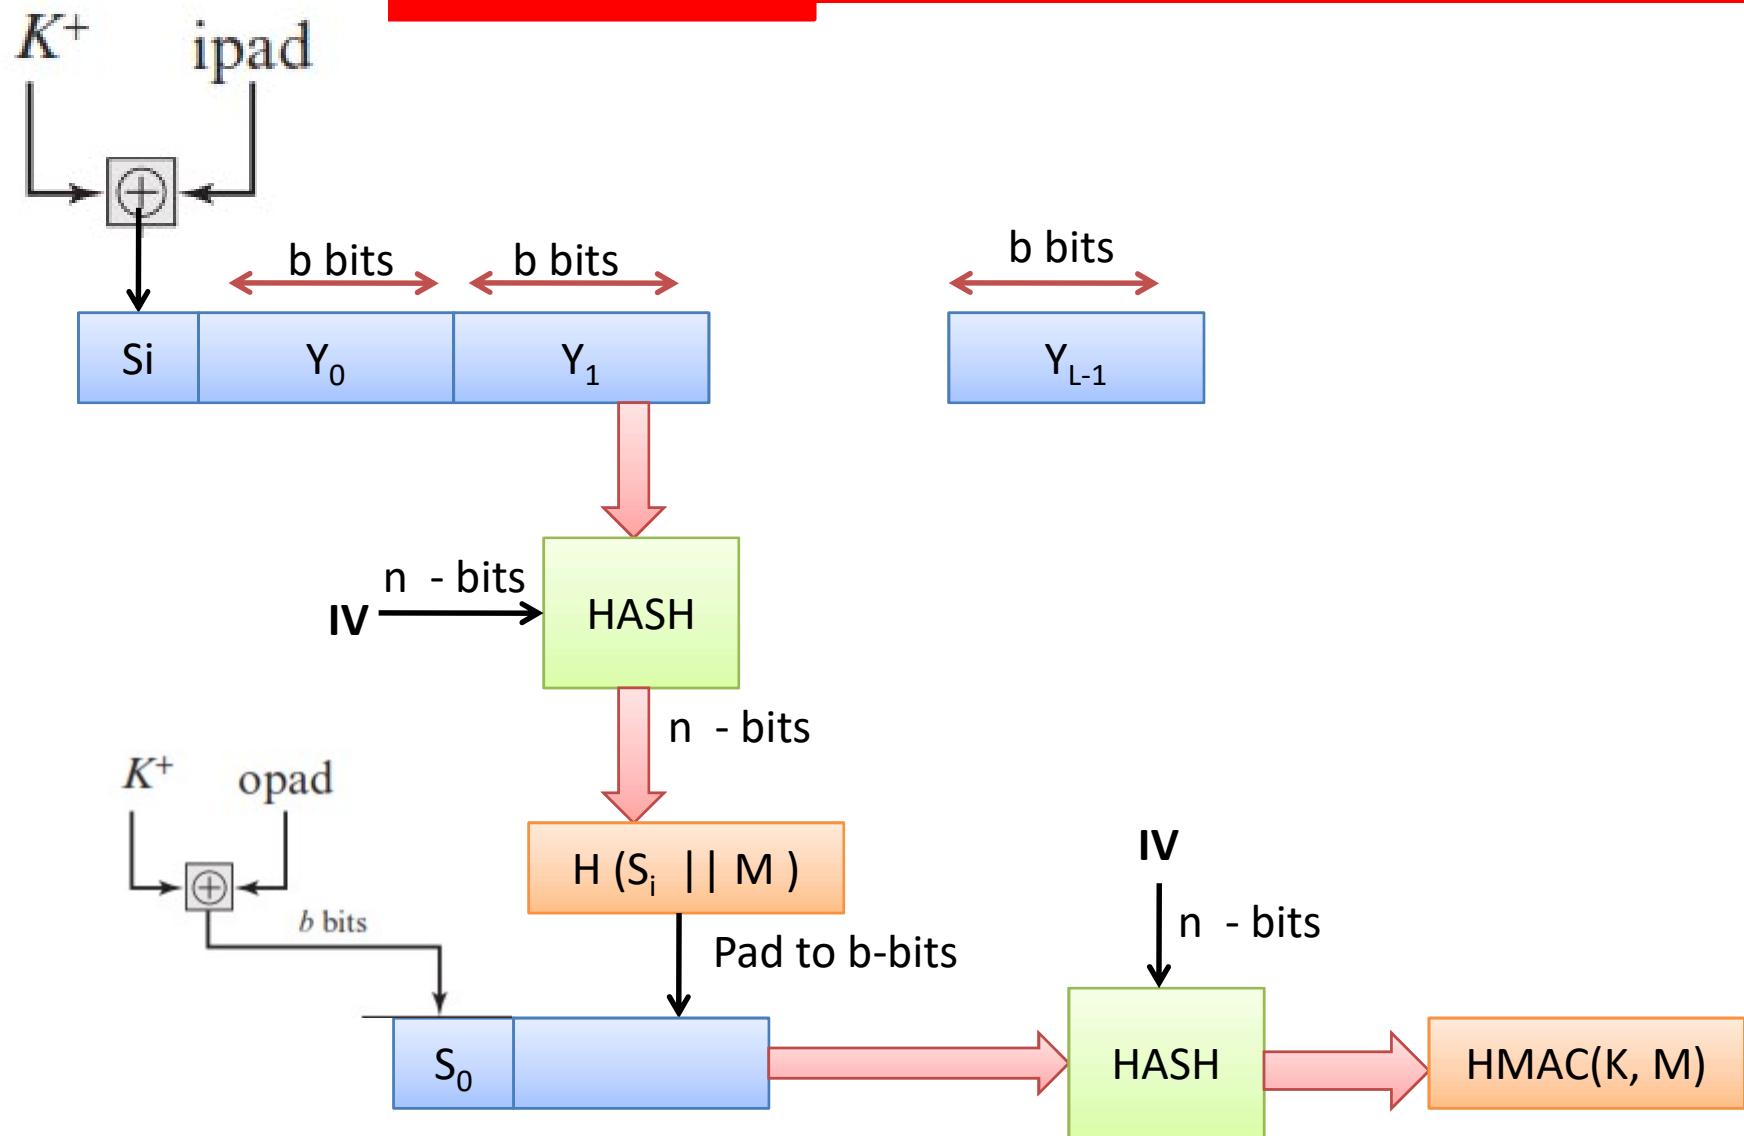 K+ ipad
b bits b bits b bits
Si Y0 Y1 YL-1
n - bits
IV HASH
n - bits
K+ opad
H (Si || M )
IV
b bits
n - bits
Pad to b-bits
S0 HASH HMAC(K, M)